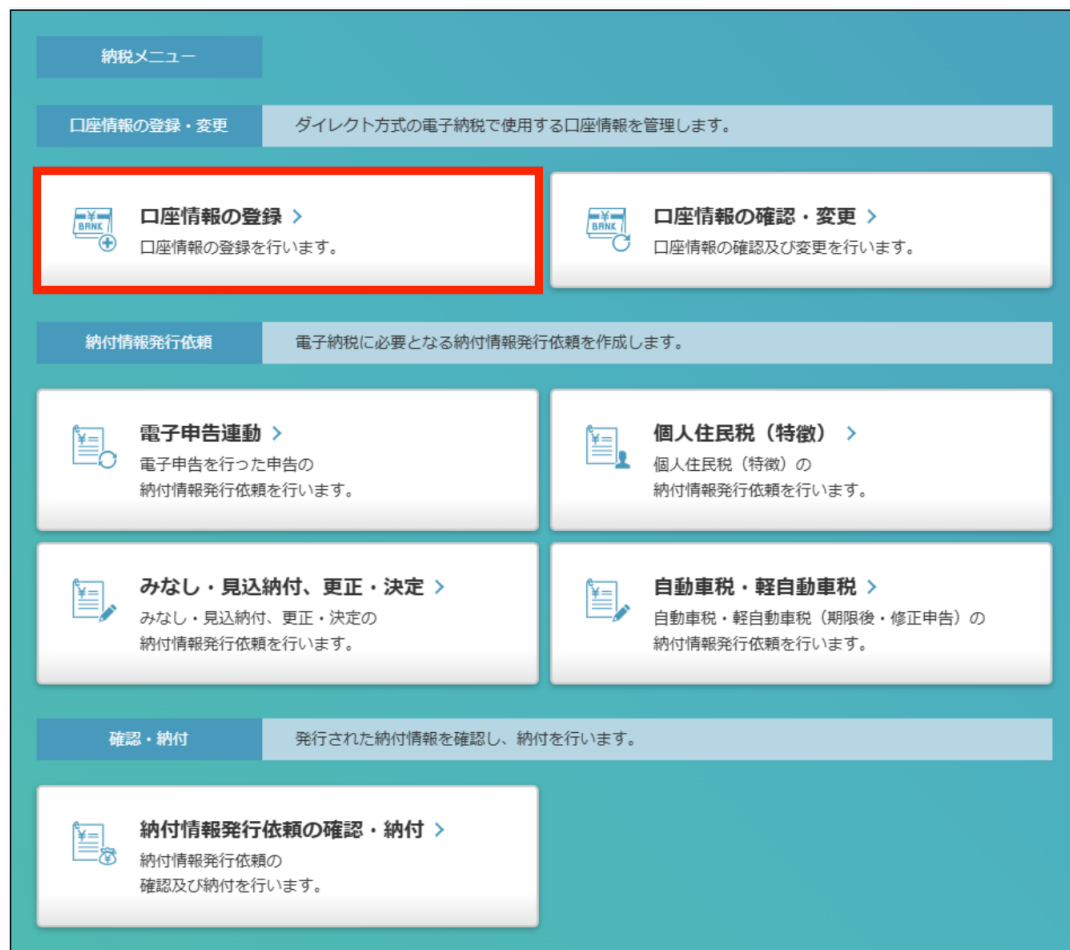 納税メニュー
口座情報の登録・変更
ダイレクト方式の電子納税で使用する口座情報を管理します。
BANK
口座情報の登録
口座情報の登録を行います。
BANK
口座情報の確認・変更
口座情報の確認及び変更を行います。
納付情報発行依頼
電子納税に必要となる納付情報発行依頼を作成します。
電子申告連動
電子申告を行った申告の
納付情報発行依頼を行います。
個人住民税（特徴）
個人住民税（特徴）の
納付情報発行依頼を行います。
みなし・見込納付、更正・決定
みなし・見込納付、更正・決定の
納付情報発行依頼を行います。
自動車税・軽自動車税
自動車税・軽自動車税（期限後・修正申告）の
納付情報発行依頼を行います。
確認・納付
発行された納付情報を確認し、納付を行います。
納付情報発行依頼の確認・納付
納付情報発行依頼の
確認及び納付を行います。